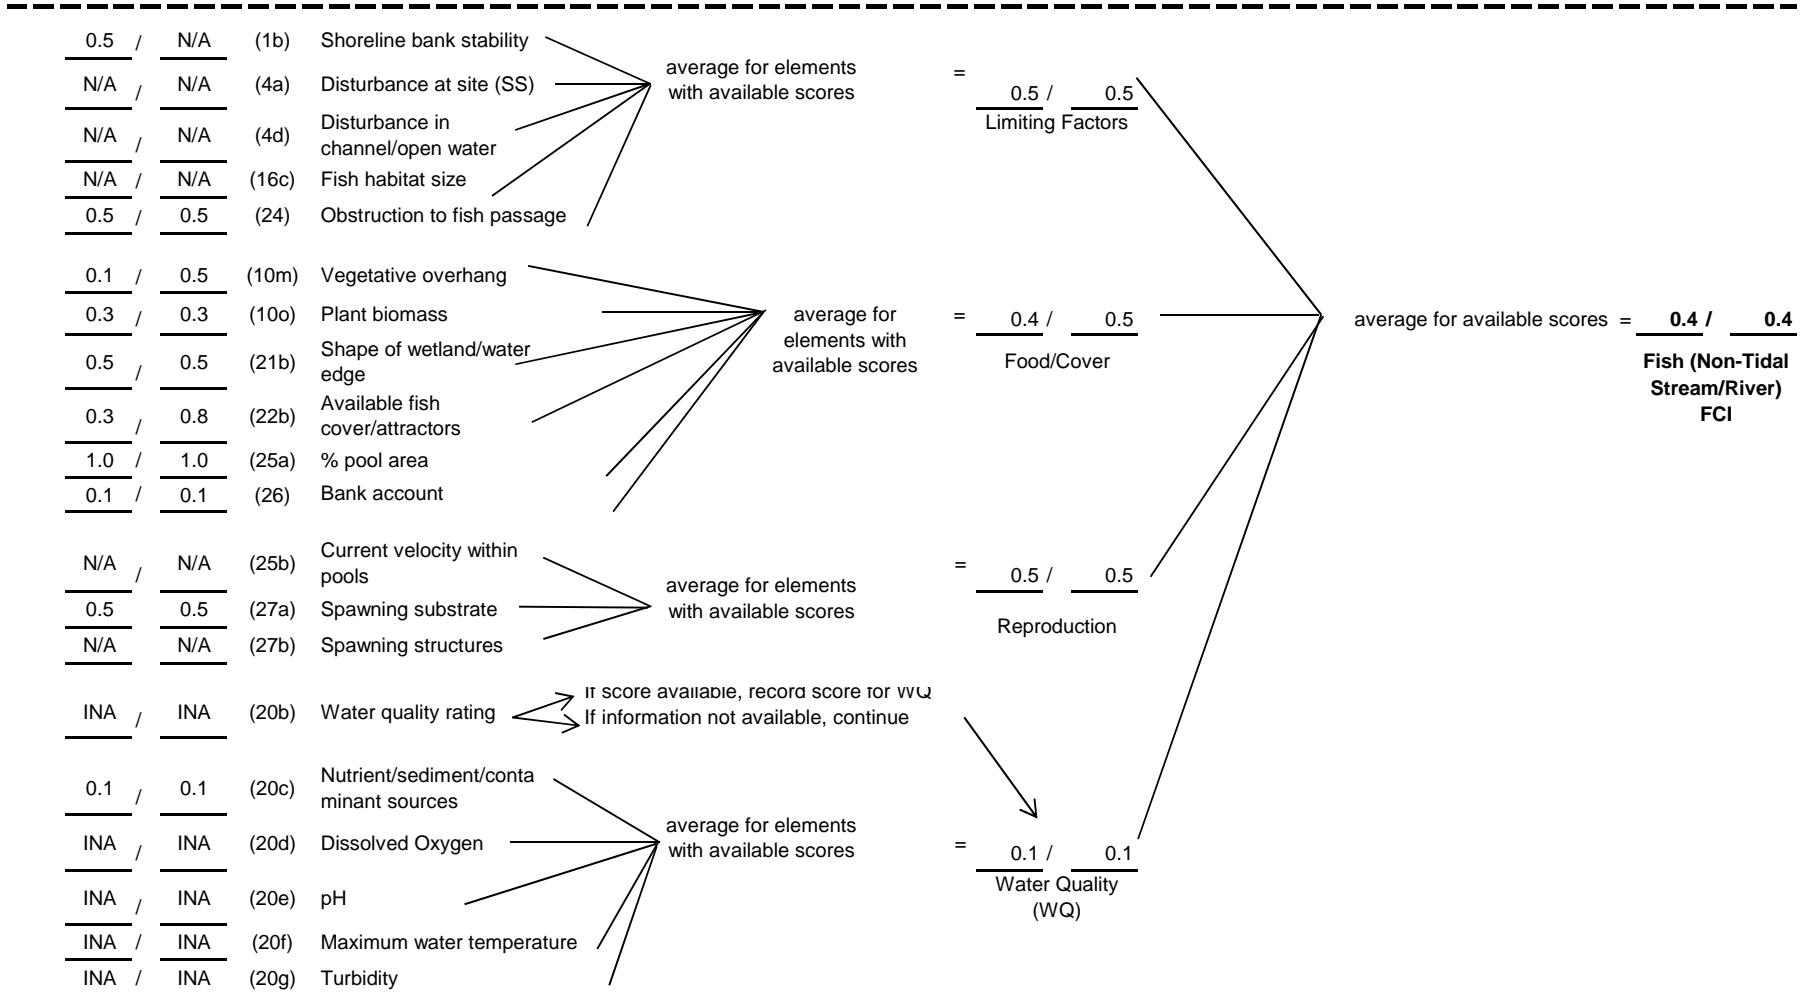 0.5 / N/A (1b) Shoreline bank stability
N/A / N/A (4a) Disturbance at site (SS)
N/A / N/A (4d) Disturbance in
channel/open water
N/A / N/A (16c) Fish habitat size
0.5 / 0.5 (24) Obstruction to fish passage
average for elements
with available scores
=
0.5 / 0.5
Limiting Factors
0.1 / 0.5 (10m) Vegetative overhang
0.3 / 0.3 (10o) Plant biomass
0.5 / 0.5 (21b) Shape of wetland/water
edge
0.3 / 0.8 (22b) Available fish
cover/attractors
1.0 / 1.0 (25a) % pool area
0.1 / 0.1 (26) Bank account
average for
elements with
available scores
= 0.4 / 0.5
Food/Cover
average for available scores = 0.4 / 0.4
Fish (Non-Tidal
Stream/River)
FCI
N/A / N/A (25b) Current velocity within
pools
0.5 / 0.5 (27a) Spawning substrate
N/A / N/A (27b) Spawning structures
average for elements
with available scores
=
0.5 / 0.5
Reproduction
INA / INA (20b) Water quality rating
If score available, record score for WQ
If information not available, continue
0.1 / 0.1 (20c) Nutrient/sediment/conta
minant sources
INA / INA (20d) Dissolved Oxygen
INA / INA (20e) pH
INA / INA (20f) Maximum water temperature
INA / INA (20g) Turbidity
average for elements
with available scores
=
0.1 / 0.1
Water Quality
(WQ)